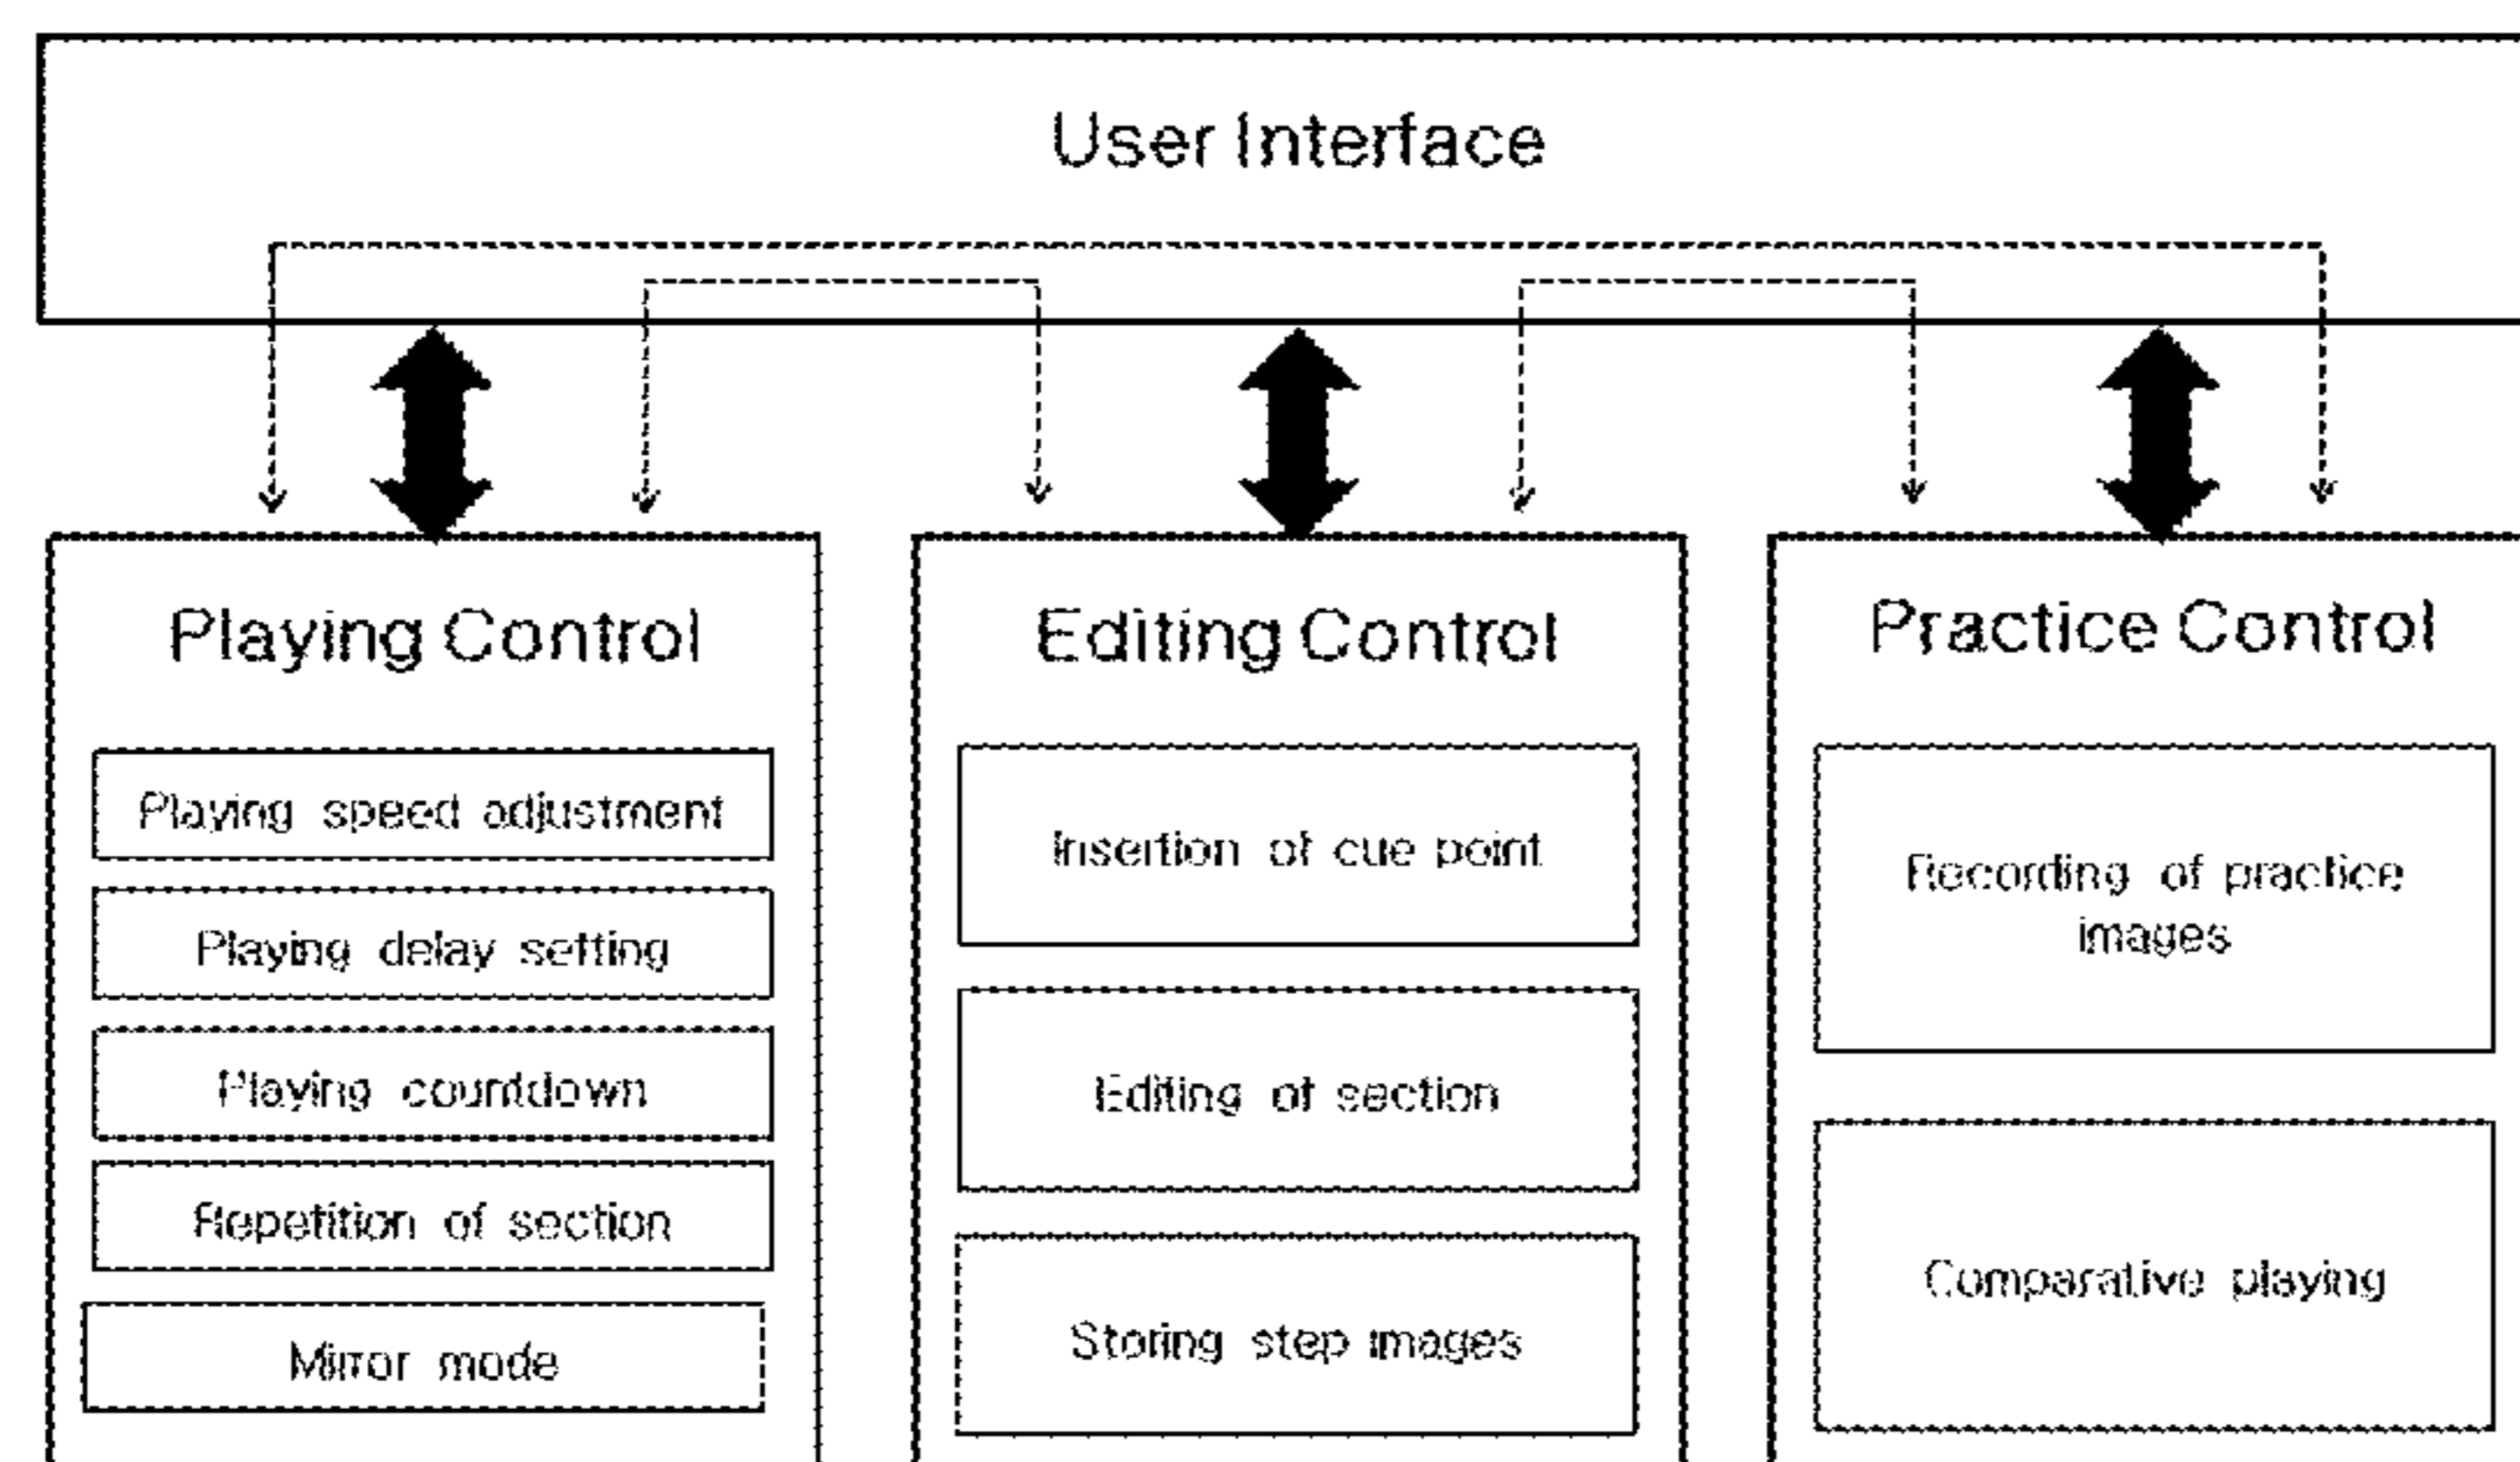 User Interface
Playing Control
Playing speed adjustment
Playing delay setting
Playing countdown
Repetition of section
Mirror mode
Editing Control
Insertion of cue point
Editing of section
Storing step images
Practice Control
Recording of practice
images
Comparative playing